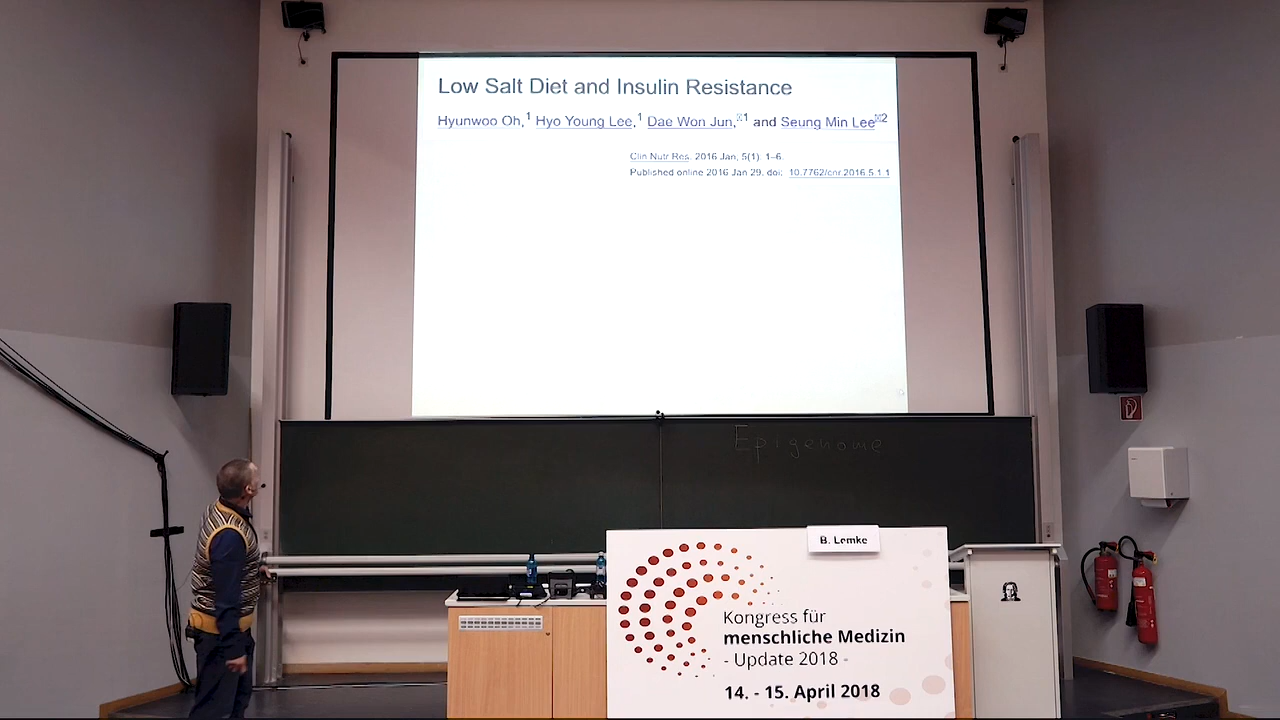 Low Salt Diet and Insulin Resistance
Hyunwoo Oh,1 Hyo Young Lee,1 Dae Won Jun,1 and Seung Min Lee2
Clin Nutr Res. 2016 Jan; 5(1): 1–6.
Published online 2016 Jan 29. doi: 10.7762/cnr.2016.5.1.1
Epigenome
B. Lemke
Kongress für
menschliche Medizin
- Update 2018 -
14. - 15. April 2018